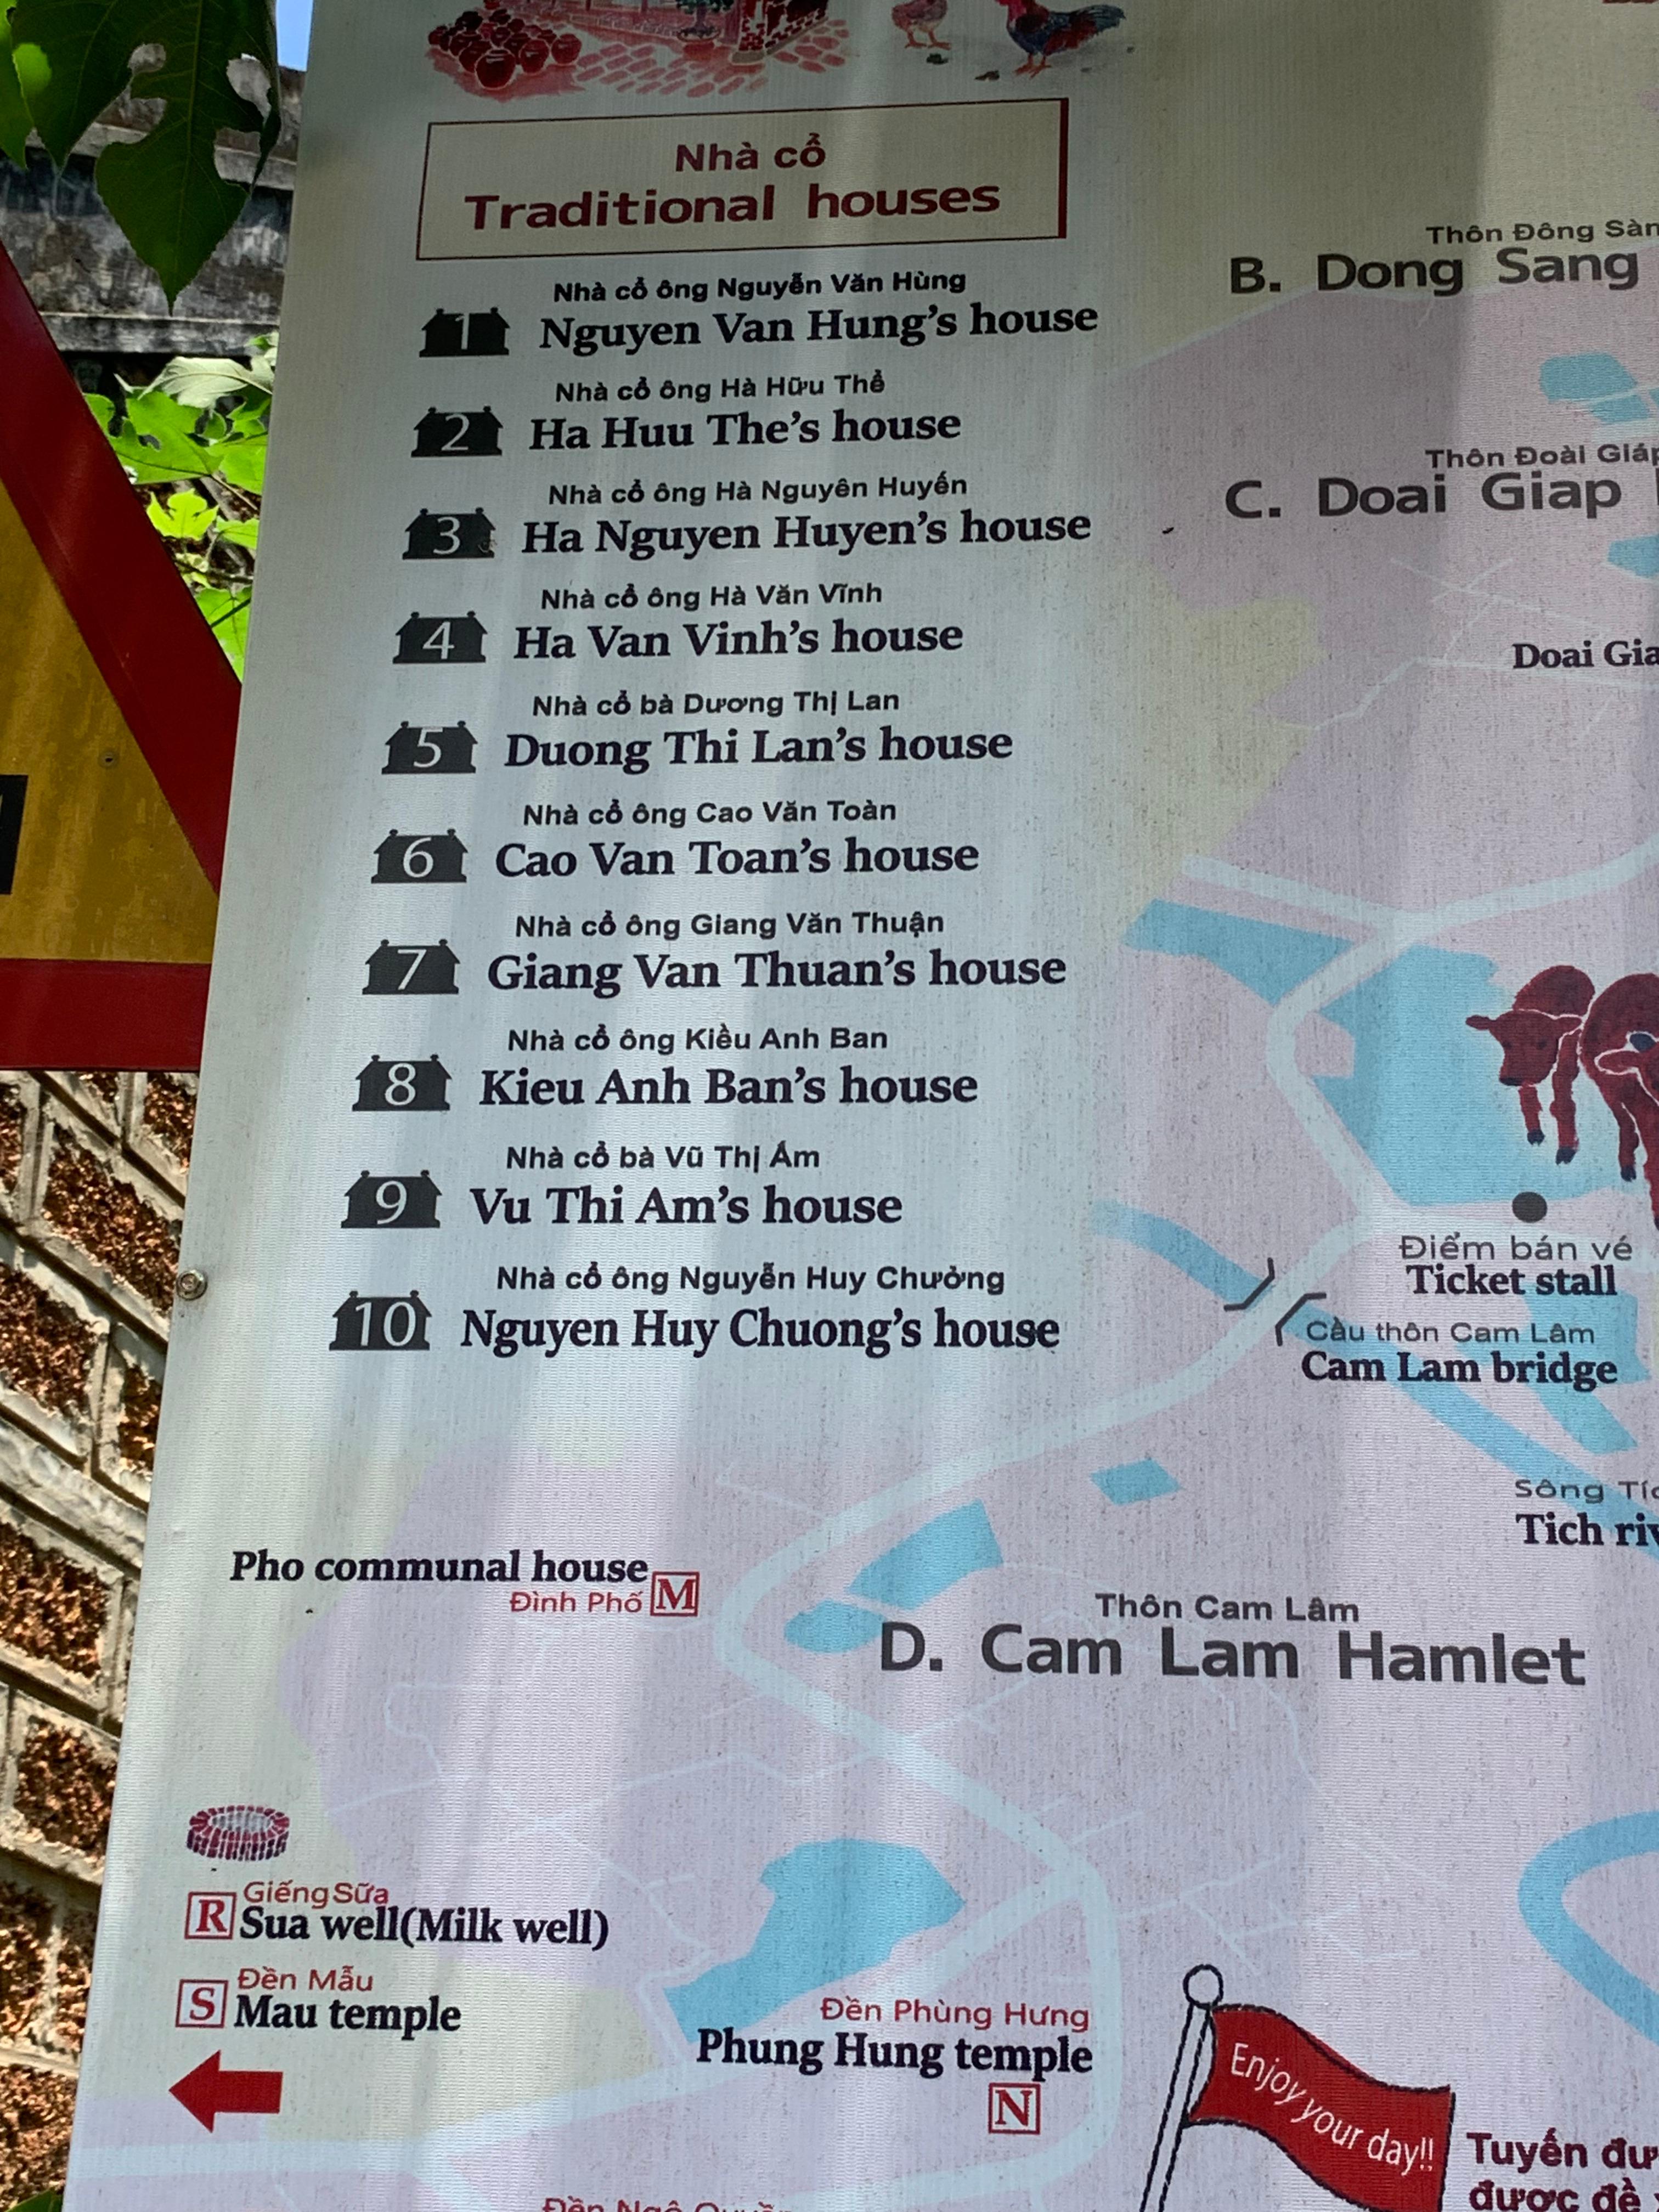 Nhà cổ
Traditional houses
Nhà cổ ông Nguyễn Văn Hùng
1 Nguyen Van Hung's house
Nhà cổ ông Hà Hữu Thể
2 Ha Huu The's house
Nhà cổ ông Hà Nguyên Huyến
3 Ha Nguyen Huyen's house
Nhà cổ ông Hà Văn Vĩnh
4 Ha Van Vinh's house
Nhà cổ bà Dương Thị Lan
5 Duong Thi Lan's house
Nhà cổ ông Cao Văn Toàn
6 Cao Van Toan's house
Nhà cổ ông Giang Văn Thuận
7 Giang Van Thuan's house
Nhà cổ ông Kiều Anh Ban
8 Kieu Anh Ban's house
Nhà cổ bà Vũ Thị Ám
9 Vu Thi Am's house
Nhà cổ ông Nguyễn Huy Chưởng
10 Nguyen Huy Chuong's house
Thôn Đông
B. Dong Sang
Thôn Đoài
C. Doai Giap
Doai
Điểm bán vé
Ticket stall
Cầu thôn Cam Lâm
Cam Lam bridge
Sông
Tich
Pho communal house
Đình Phố M
Thôn Cam Lâm
D. Cam Lam Hamlet
Giếng Sữa
R Sua well(Milk well)
Đền Mẫu
S Mau temple
Đền Phùng Hưng
Phung Hung temple
N
Enjoy your day!!
Tuyến
được đề